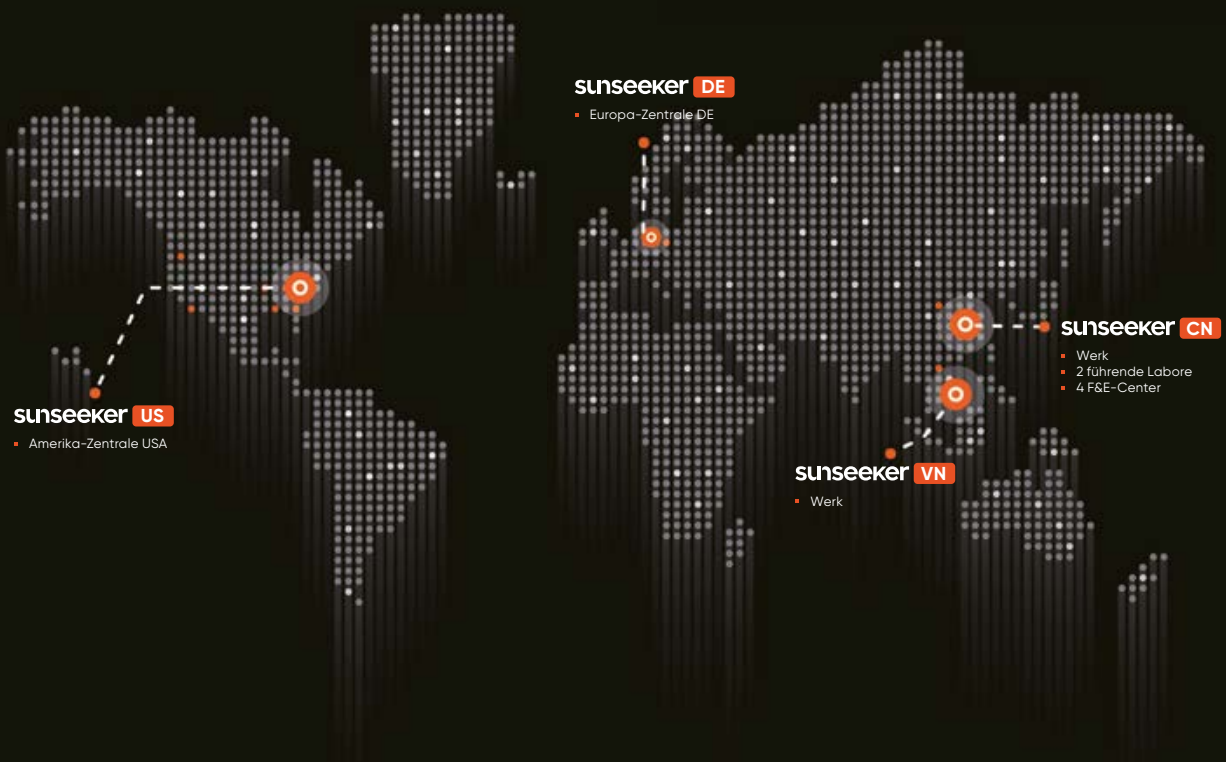 sunseeker DE
Europa-Zentrale DE
sunseeker CN
Werk
2 führende Labore
4 F&E-Center
sunseeker US
Amerika-Zentrale USA
sunseeker VN
Werk